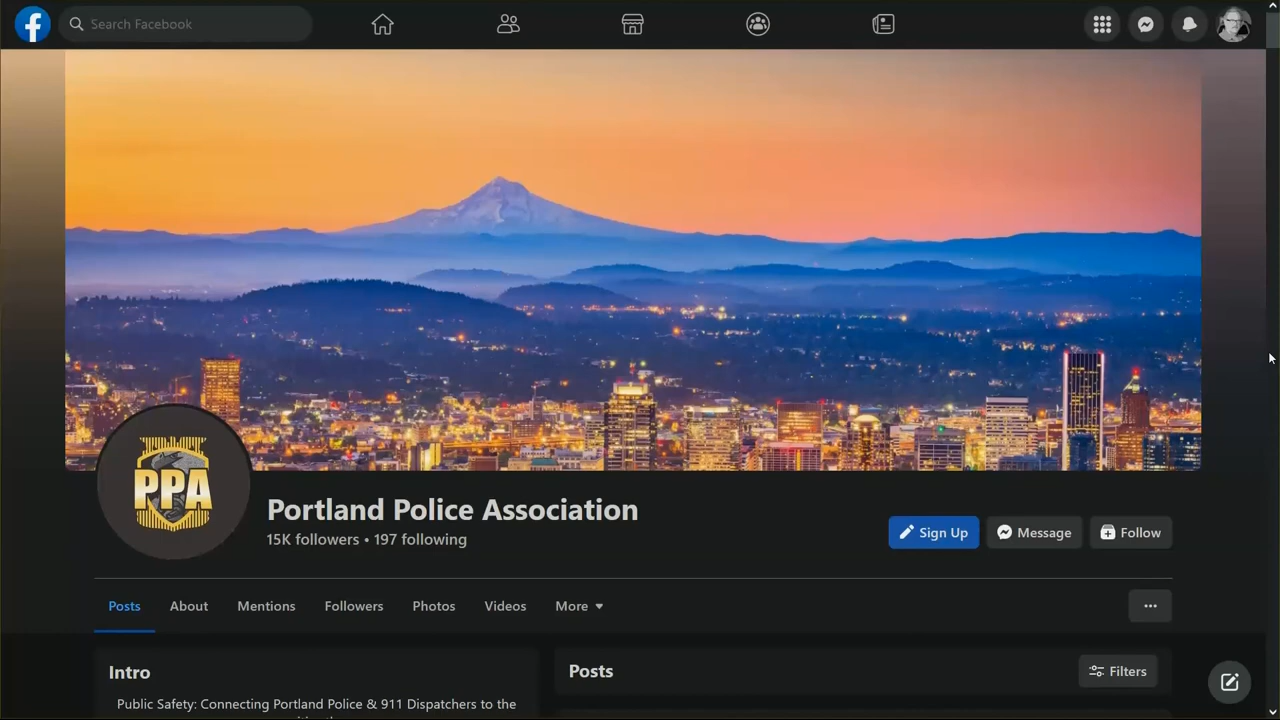 Search Facebook
PPA
Portland Police Association
15K followers • 197 following
Sign Up
Message
Follow
Posts
About
Mentions
Followers
Photos
Videos
More
Intro
Public Safety: Connecting Portland Police & 911 Dispatchers to the
Posts
Filters